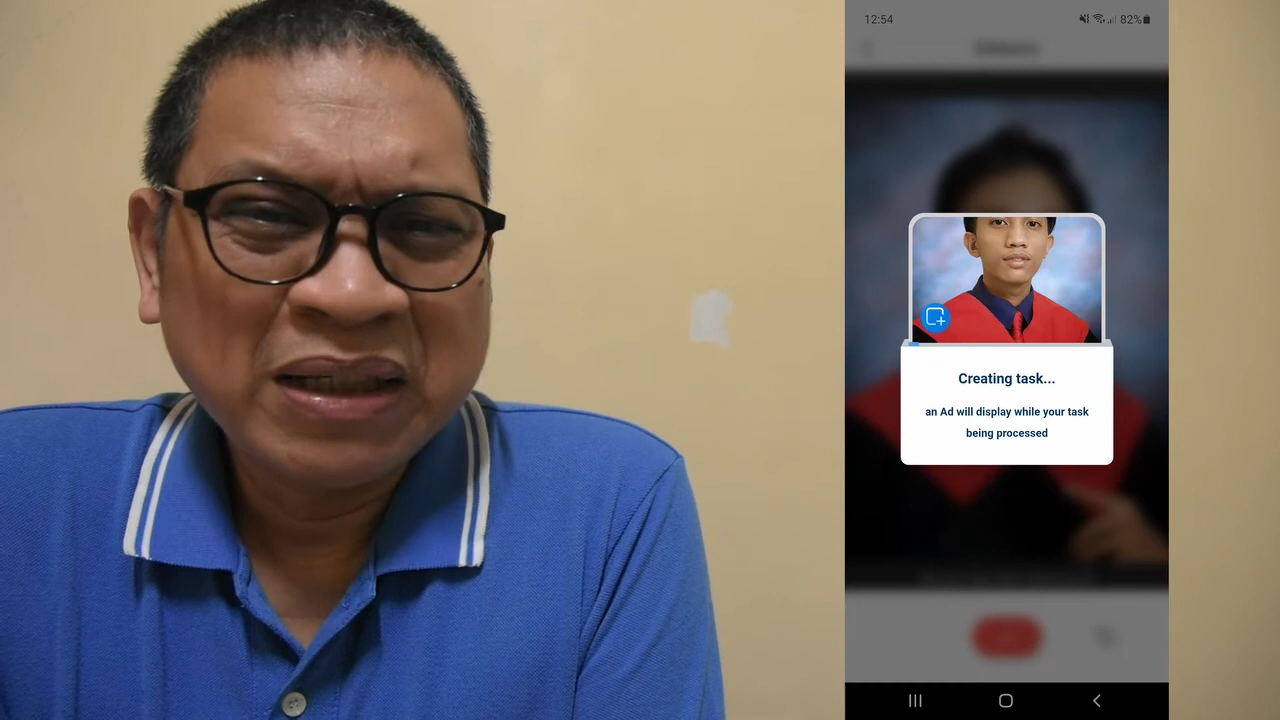 12:54
82%
Creating task...
an Ad will display while your task
being processed